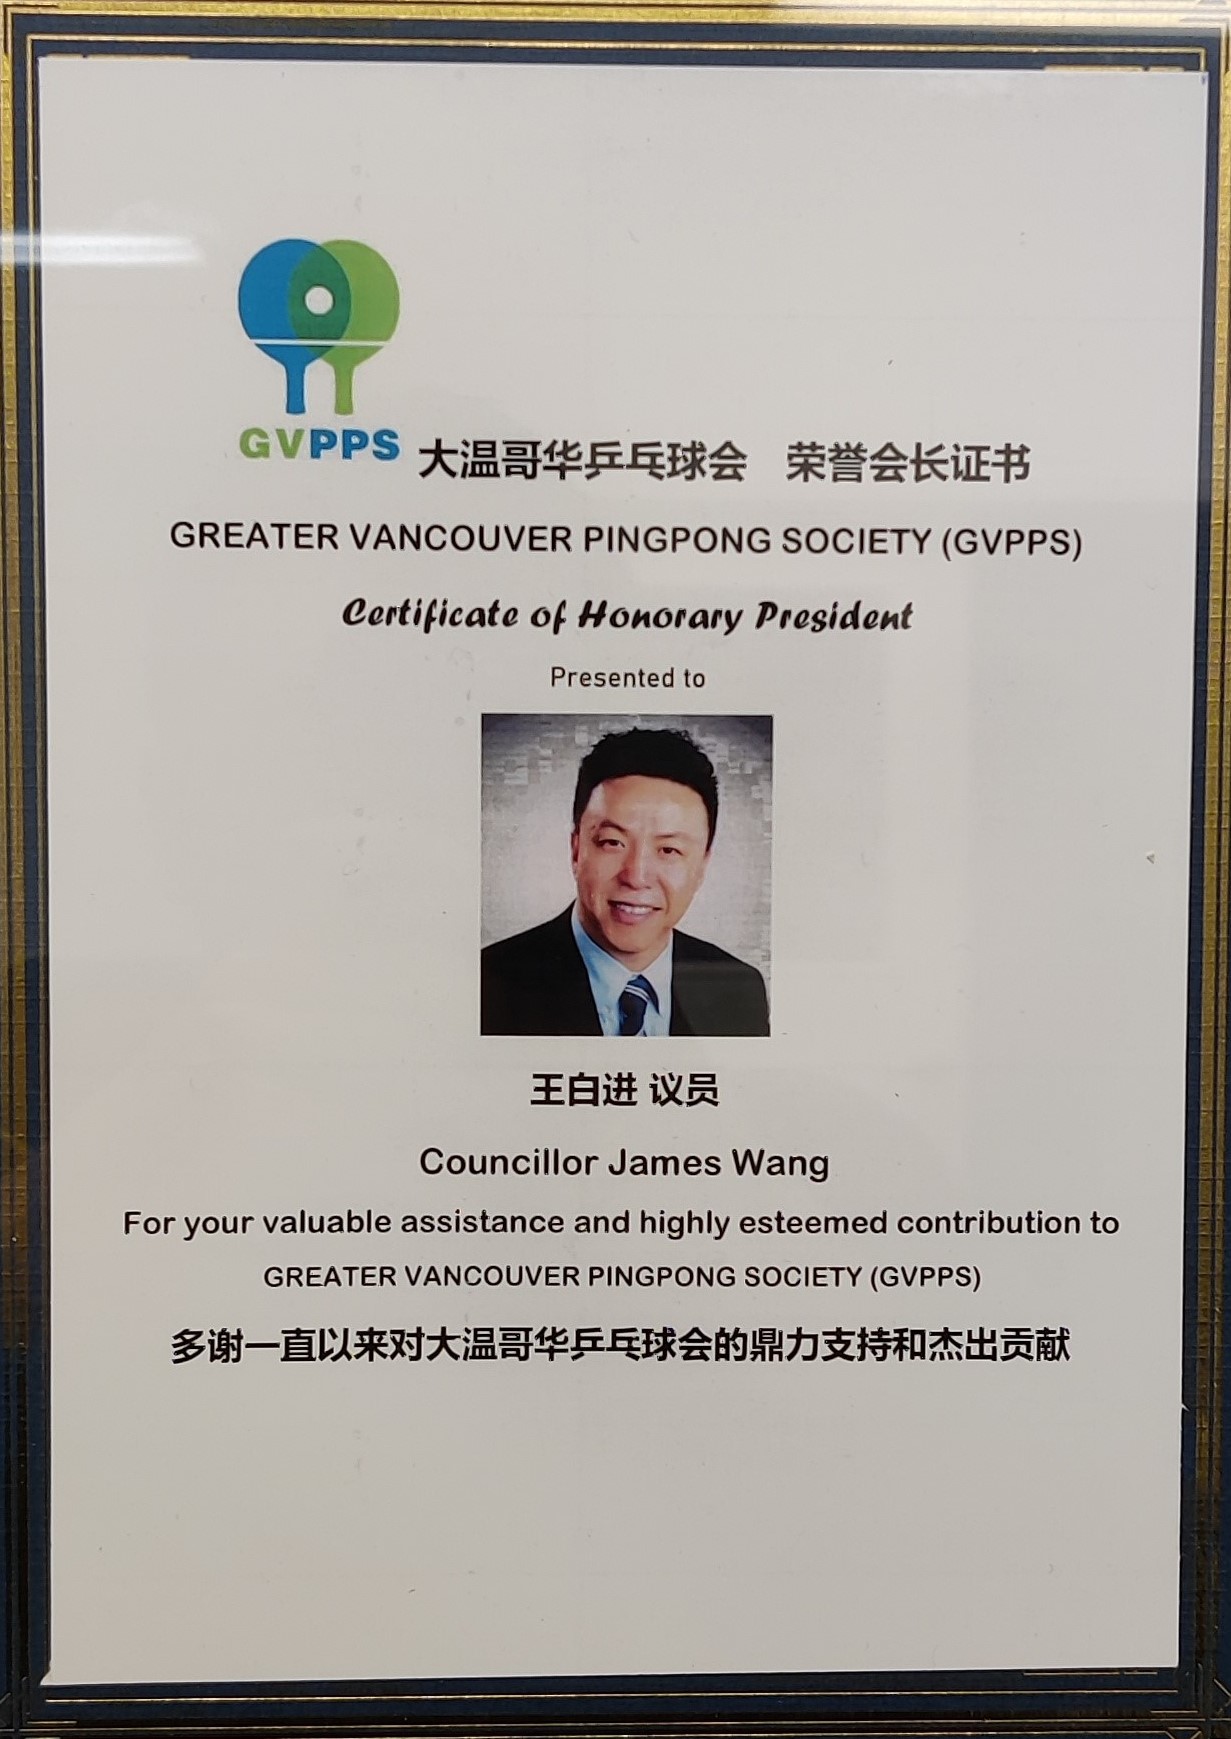 GVPPS
大温哥华乒乓球会 荣誉会长证书
GREATER VANCOUVER PINGPONG SOCIETY (GVPPS)
Certificate of Honorary President
Presented to
王白进 议员
Councillor James Wang
For your valuable assistance and highly esteemed contribution to
GREATER VANCOUVER PINGPONG SOCIETY (GVPPS)
多谢一直以来对大温哥华乒乓球会的鼎力支持和杰出贡献